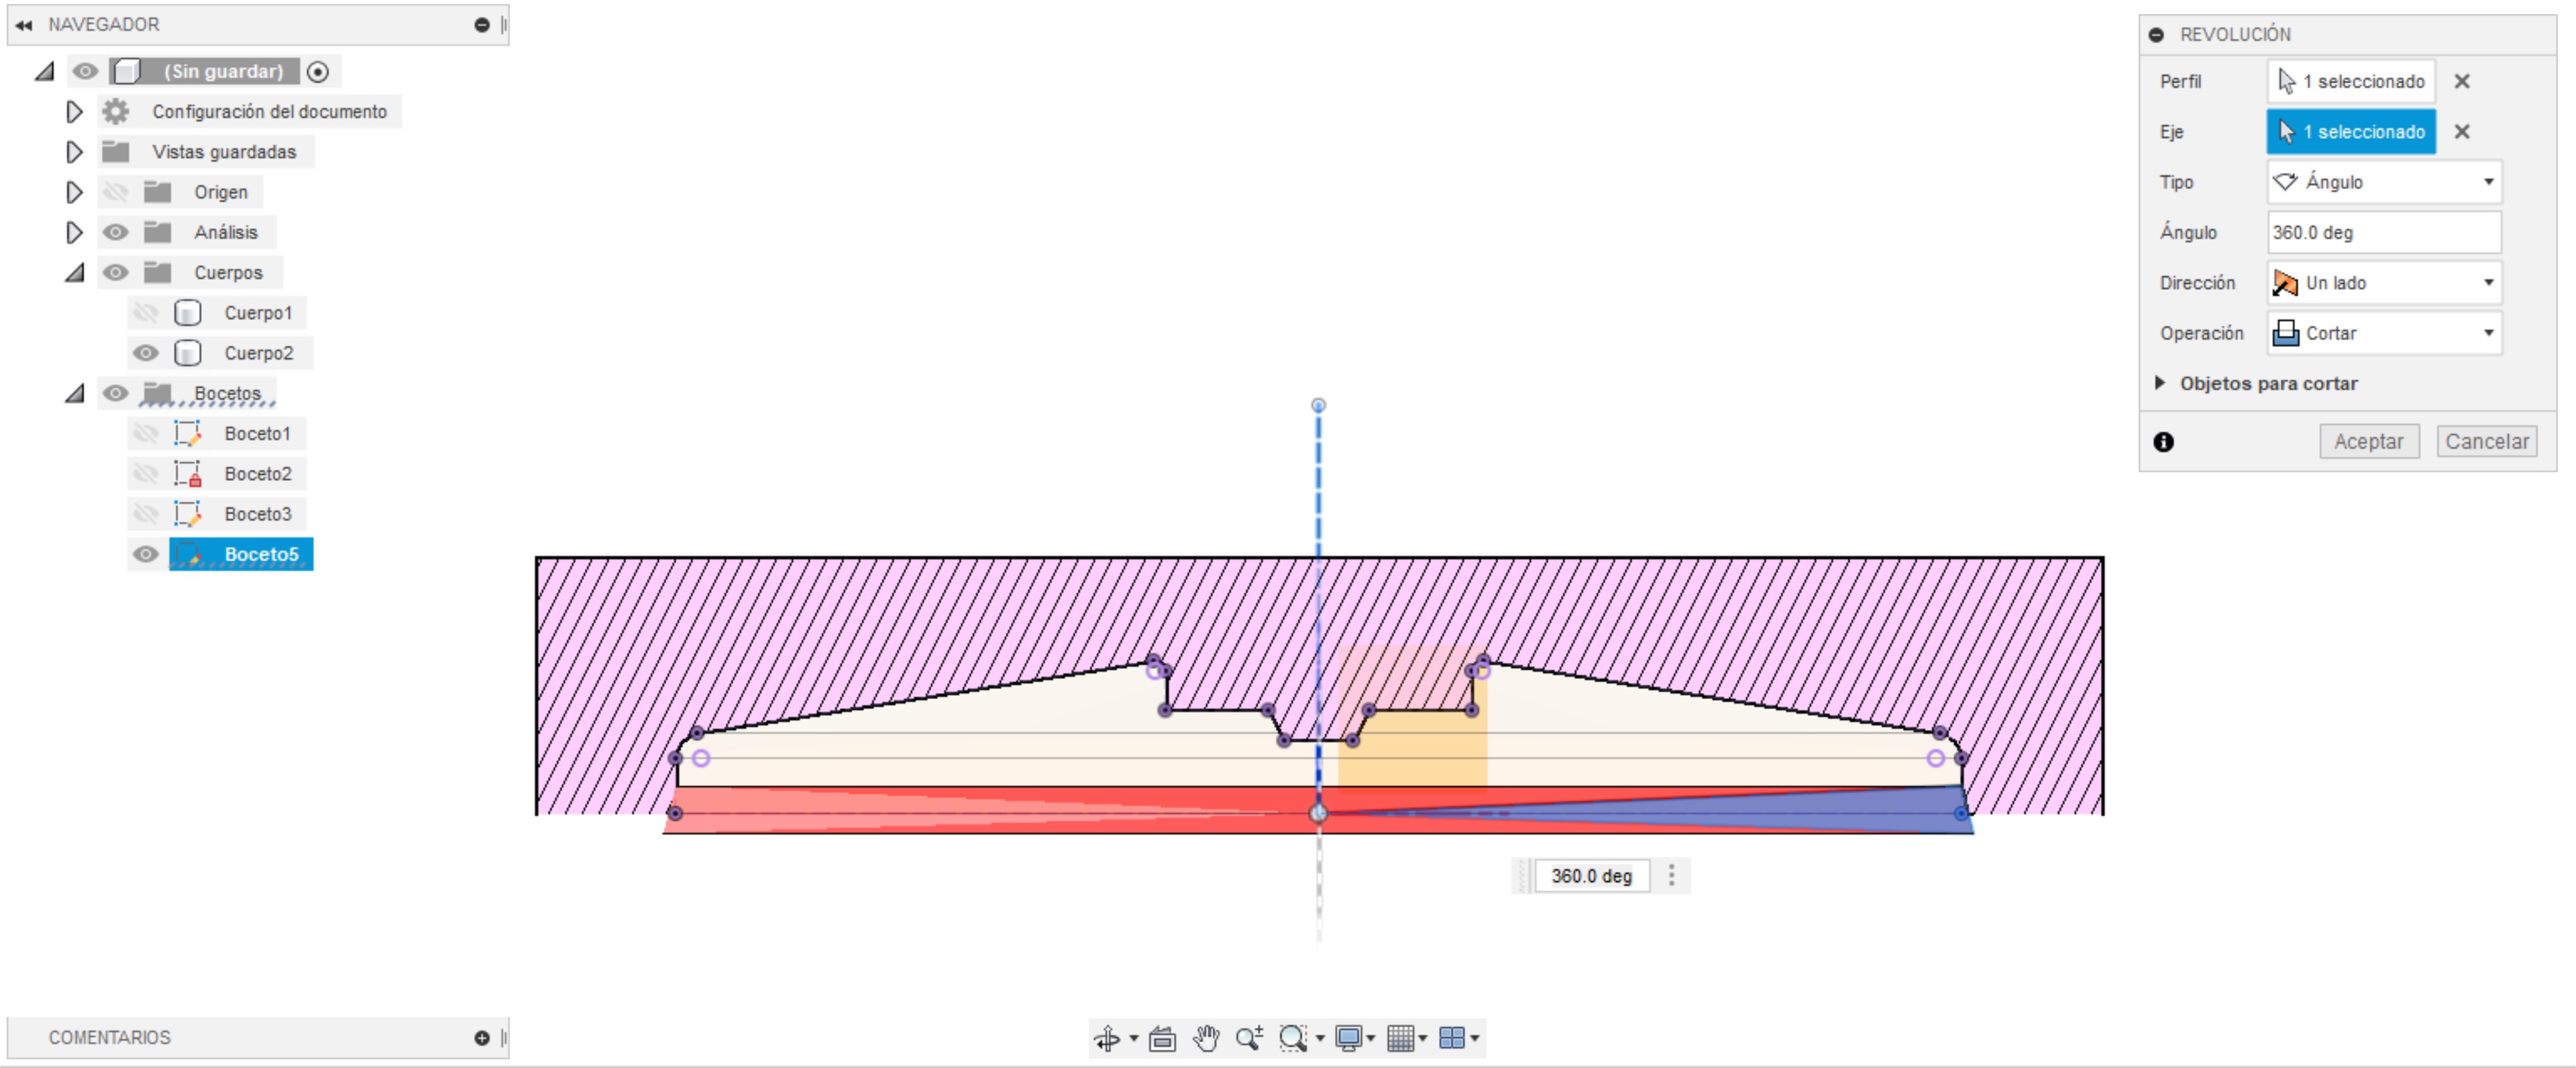 NAVEGADOR
(Sin guardar)
Configuración del documento
Vistas guardadas
Origen
Análisis
Cuerpos
Cuerpo1
Cuerpo2
Bocetos
Boceto1
Boceto2
Boceto3
Boceto5
REVOLUCIÓN
Perfil 1 seleccionado
Eje 1 seleccionado
Tipo Ángulo
Ángulo 360.0 deg
Dirección Un lado
Operación Cortar
Objetos para cortar
Aceptar Cancelar
360.0 deg
COMENTARIOS